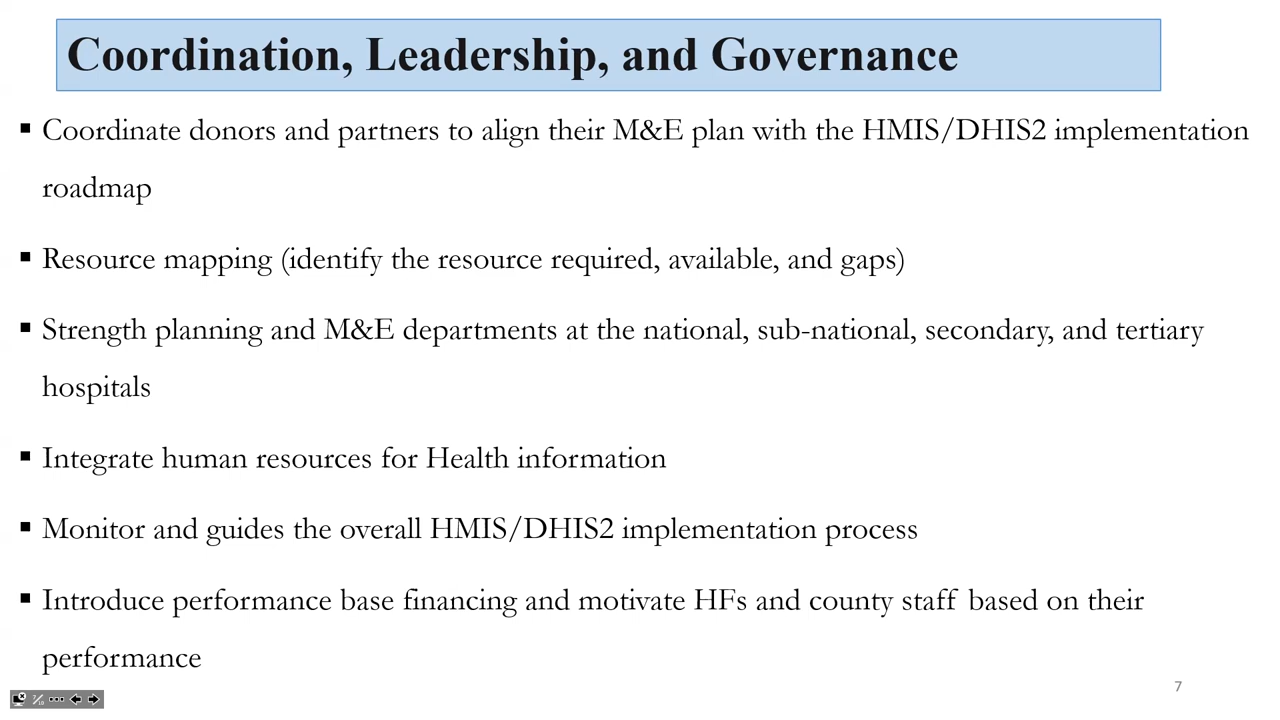 Coordination, Leadership, and Governance
▪ Coordinate donors and partners to align their M&E plan with the HMIS/DHIS2 implementation
roadmap
▪ Resource mapping (identify the resource required, available, and gaps)
▪ Strength planning and M&E departments at the national, sub-national, secondary, and tertiary
hospitals
▪ Integrate human resources for Health information
▪ Monitor and guides the overall HMIS/DHIS2 implementation process
▪ Introduce performance base financing and motivate HFs and county staff based on their
performance
7